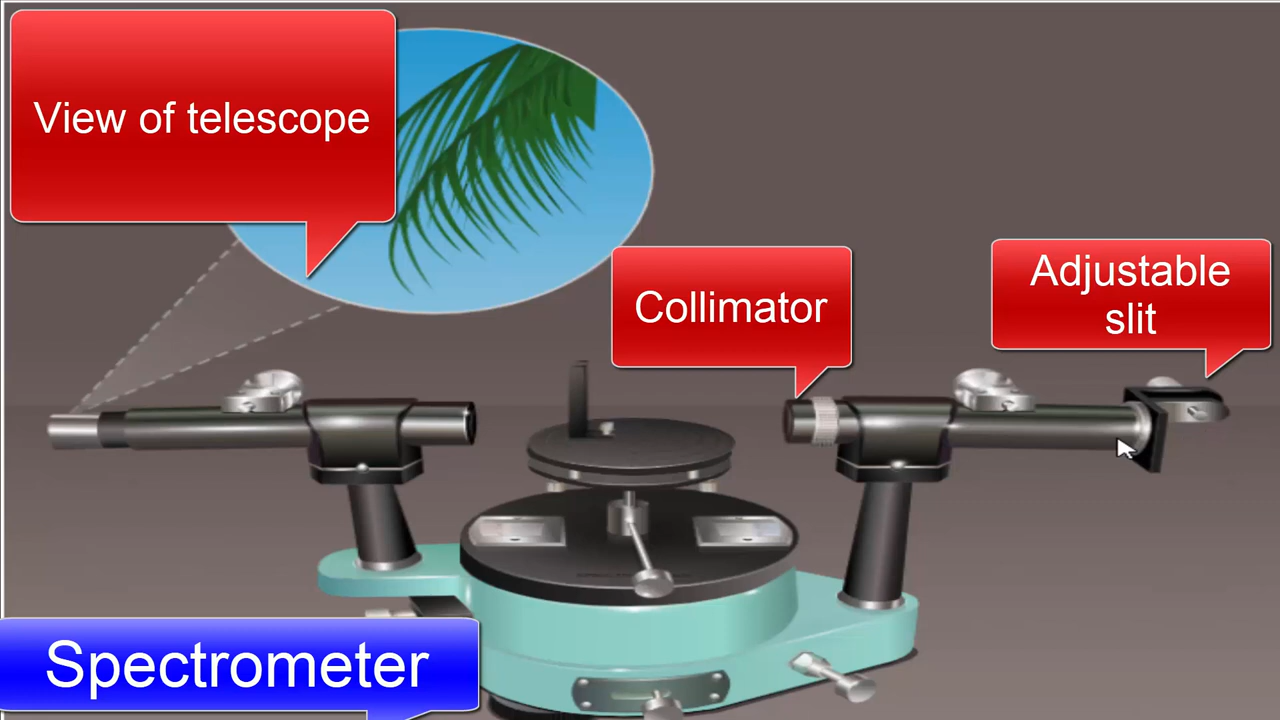 View of telescope
Collimator
Adjustable
slit
Spectrometer